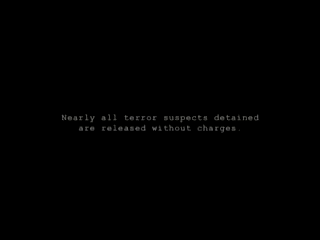 Nearly all terror suspects detained
are released without charges.